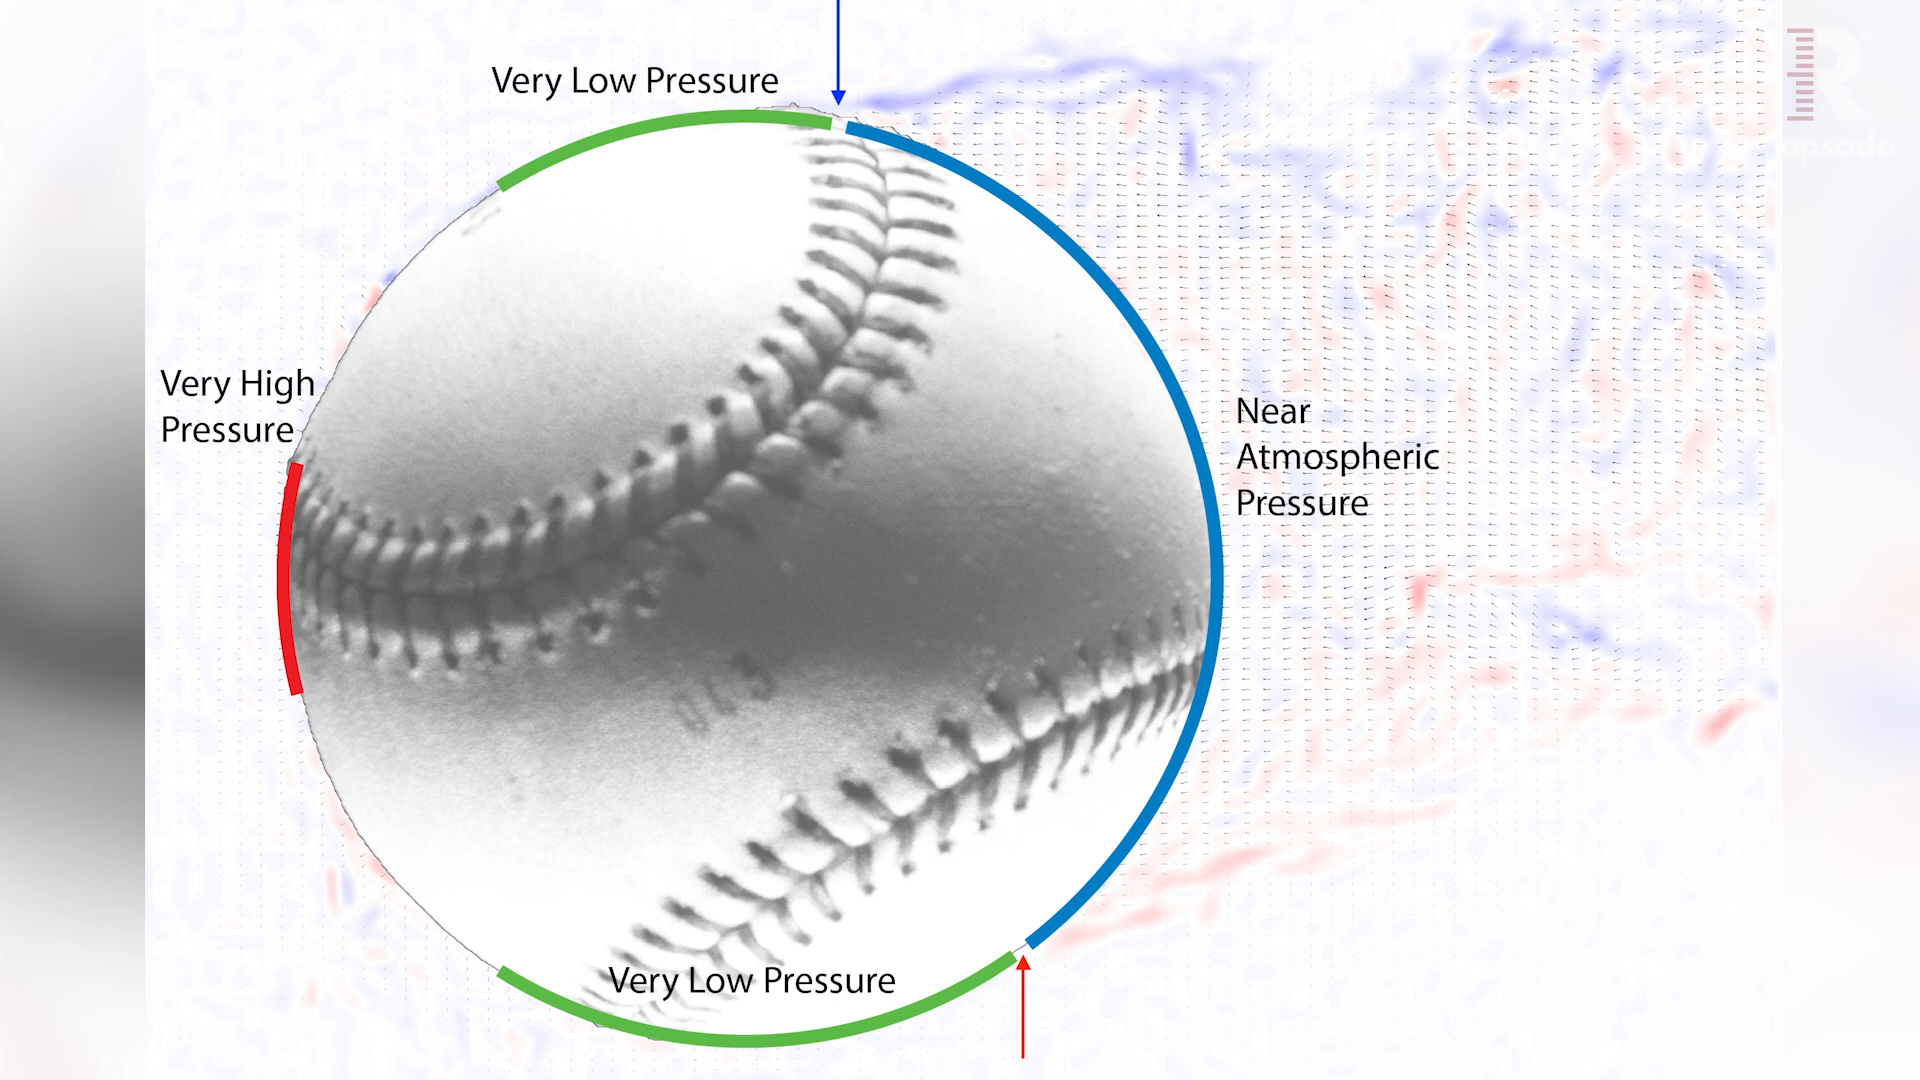 Very Low Pressure
Very High
Pressure
Near
Atmospheric
Pressure
Very Low Pressure